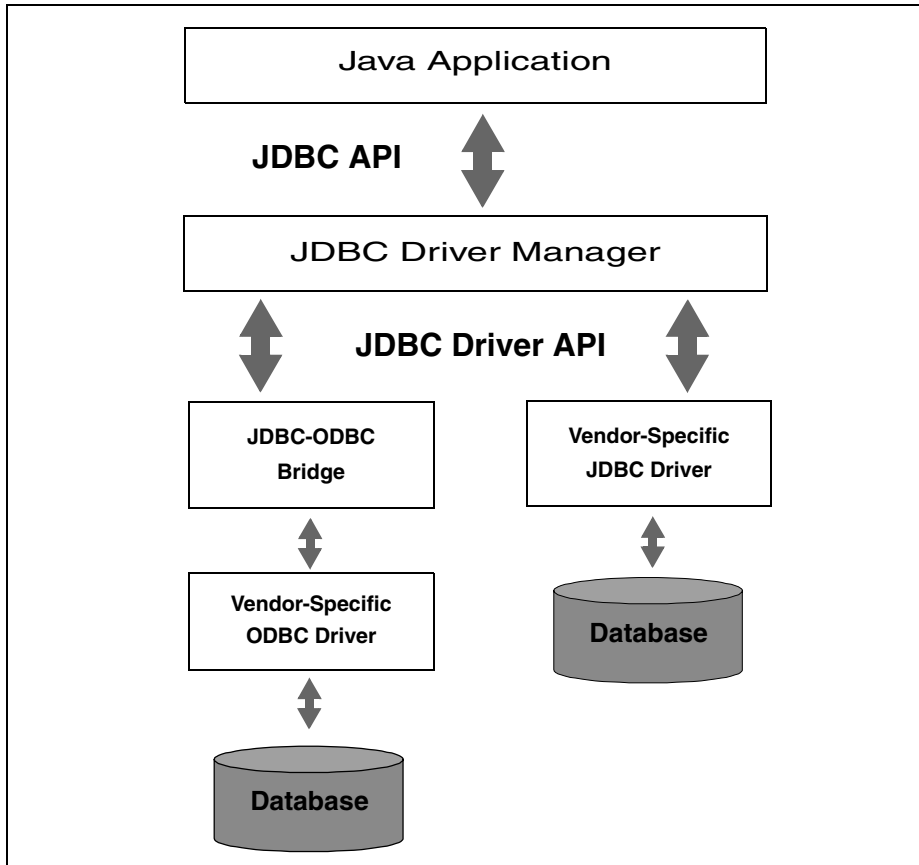 Java Application
JDBC API
JDBC Driver Manager
JDBC Driver API
JDBC-ODBC
Bridge
Vendor-Specific
JDBC Driver
Vendor-Specific
ODBC Driver
Database
Database